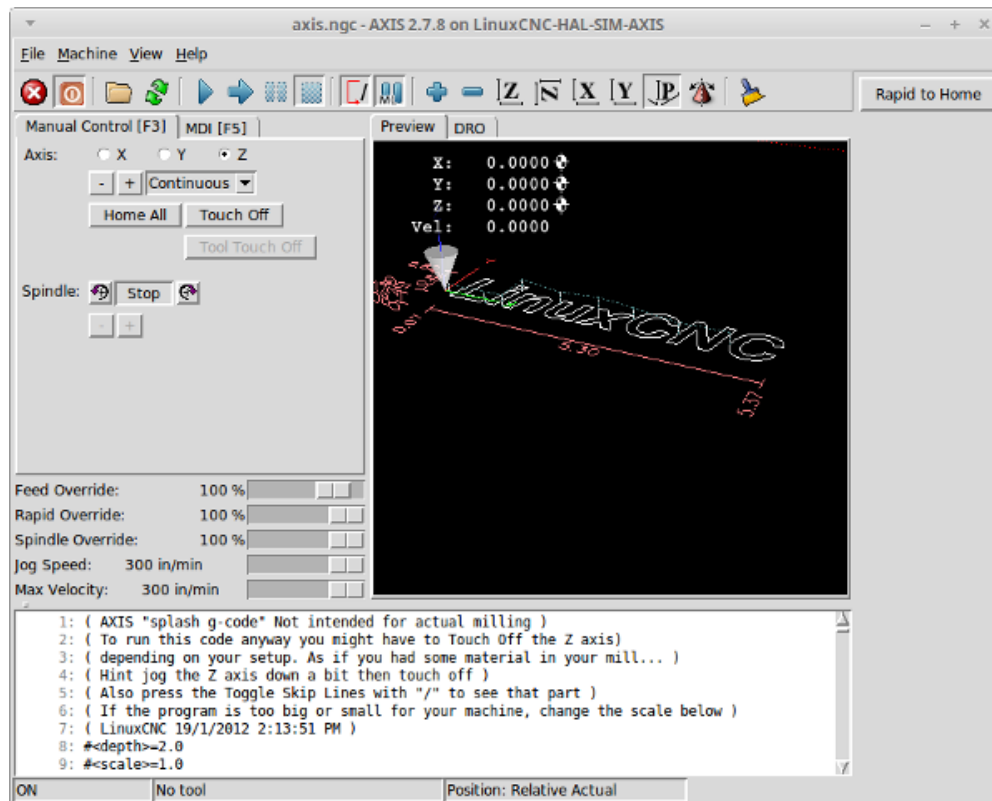 axis.ngc - AXIS 2.7.8 on LinuxCNC-HAL-SIM-AXIS
File Machine View Help
Z N X Y P
Rapid to Home
Manual Control [F3] MDI [F5]
Preview DRO
Axis: X Y Z
- + Continuous
Home All Touch Off
Tool Touch Off
Spindle: Stop
- +
X: 0.0000
Y: 0.0000
Z: 0.0000
Vel: 0.0000
LinuxCNC
0.01
5.36
5.37
Feed Override: 100 %
Rapid Override: 100 %
Spindle Override: 100 %
Jog Speed: 300 in/min
Max Velocity: 300 in/min
1: ( AXIS "splash g-code" Not intended for actual milling )
2: ( To run this code anyway you might have to Touch Off the Z axis)
3: ( depending on your setup. As if you had some material in your mill... )
4: ( Hint jog the Z axis down a bit then touch off )
5: ( Also press the Toggle Skip Lines with "/" to see that part )
6: ( If the program is too big or small for your machine, change the scale below )
7: ( LinuxCNC 19/1/2012 2:13:51 PM )
8: #<depth>=2.0
9: #<scale>=1.0
ON No tool Position: Relative Actual